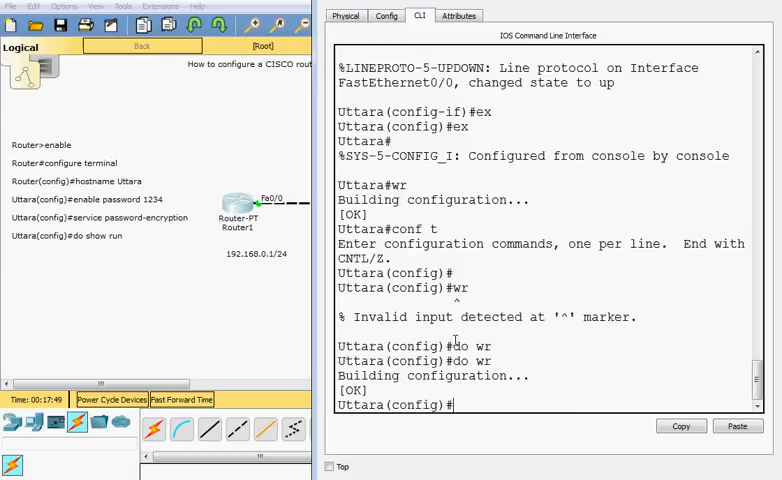 File Edit Options View Tools Extensions Help
Logical
Back
[Root]
How to configure a CISCO rout
Router>enable
Router#configure terminal
Router(config)#hostname Uttara
Uttara(config)#enable password 1234
Uttara(config)#service password-encryption
Uttara(config)#do show run
Fa0/0
Router-PT
Router1
192.168.0.1/24
Time: 00:17:49
Power Cycle Devices
Fast Forward Time
Physical Config CLI Attributes
IOS Command Line Interface
%LINEPROTO-5-UPDOWN: Line protocol on Interface
FastEthernet0/0, changed state to up
Uttara(config-if)#ex
Uttara(config)#ex
Uttara#
%SYS-5-CONFIG_I: Configured from console by console
Uttara#wr
Building configuration...
[OK]
Uttara#conf t
Enter configuration commands, one per line. End with
CNTL/Z.
Uttara(config)#
Uttara(config)#wr
^
% Invalid input detected at '^' marker.
Uttara(config)#do wr
Uttara(config)#do wr
Building configuration...
[OK]
Uttara(config)#
Copy
Paste
Top